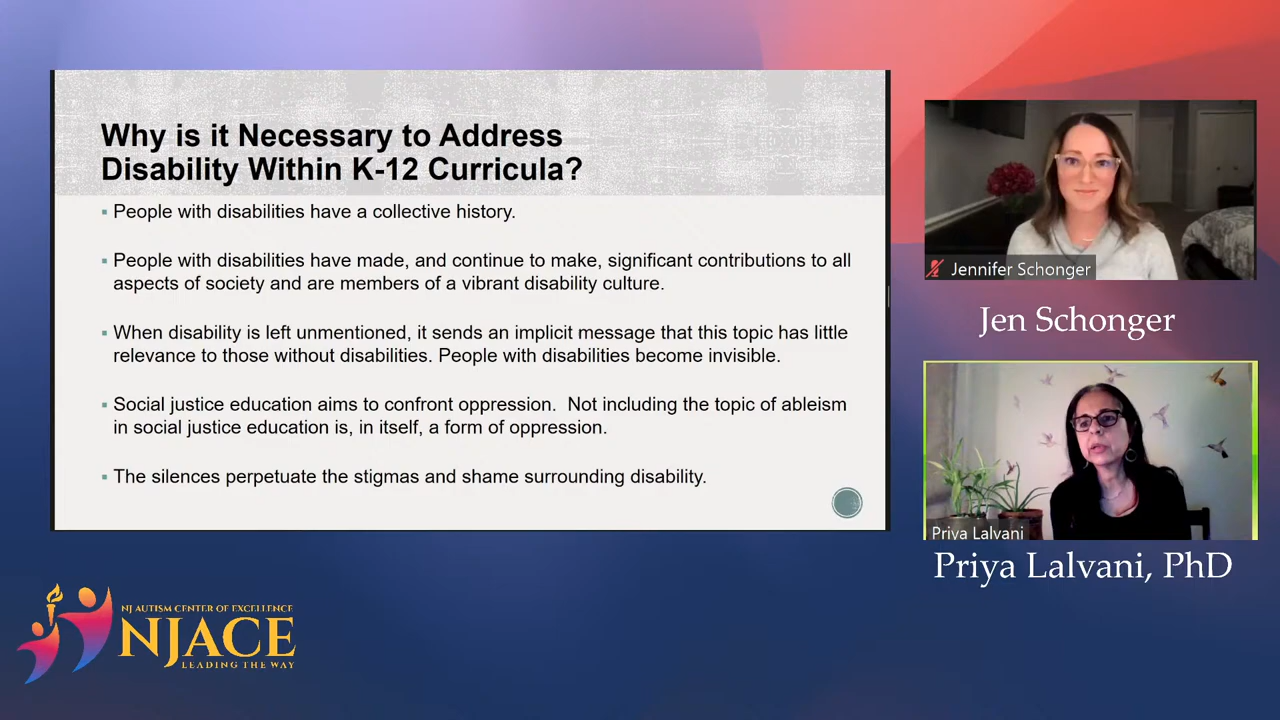 Why is it Necessary to Address
Disability Within K-12 Curricula?
People with disabilities have a collective history.
People with disabilities have made, and continue to make, significant contributions to all
aspects of society and are members of a vibrant disability culture.
When disability is left unmentioned, it sends an implicit message that this topic has little
relevance to those without disabilities. People with disabilities become invisible.
Social justice education aims to confront oppression.  Not including the topic of ableism
in social justice education is, in itself, a form of oppression.
The silences perpetuate the stigmas and shame surrounding disability.
Jennifer Schonger
Jen Schonger
Priya Lalvani
Priya Lalvani, PhD
NJ AUTISM CENTER OF EXCELLENCE
NJACE
LEADING THE WAY